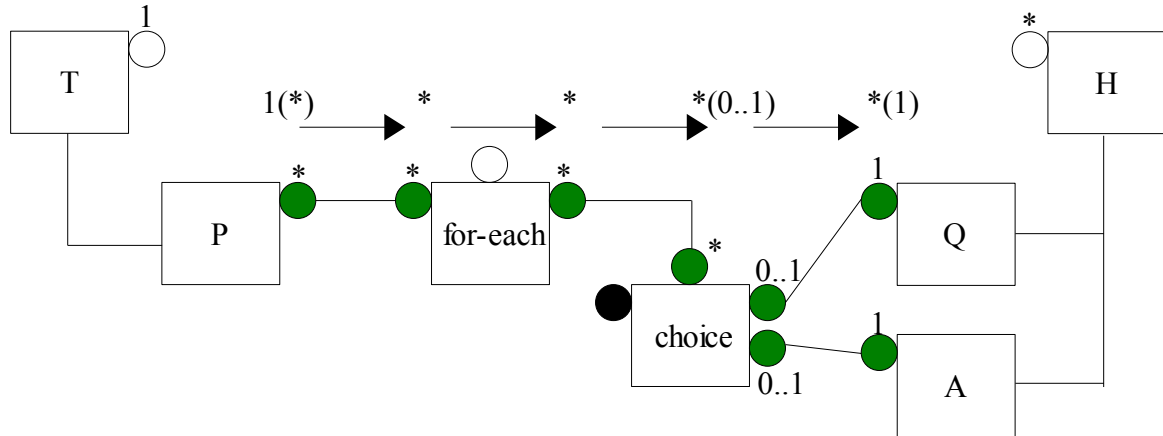 1
*
T
H
1(*)
*
*
*(0..1)
*(1)
*
*
*
1
P
for-each
Q
*
0..1
choice
1
0..1
A